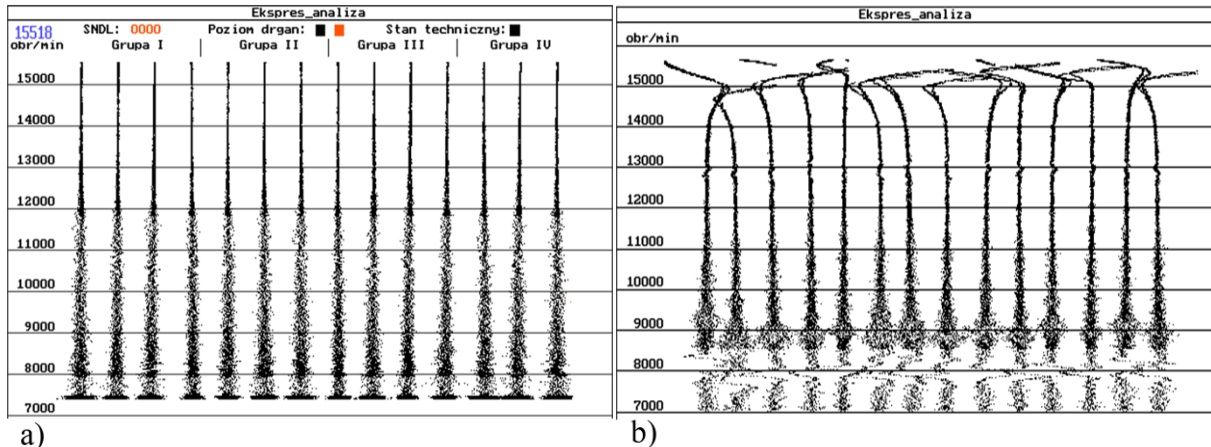 Ekspres_analiza
15518 SNDL: 0000 Poziom drgan: Stan techniczny:
obr/min Grupa I Grupa II Grupa III Grupa IV
15000
14000
13000
12000
11000
10000
9000
8000
7000
a)
Ekspres_analiza
obr/min
15000
14000
13000
12000
11000
10000
9000
8000
7000
b)